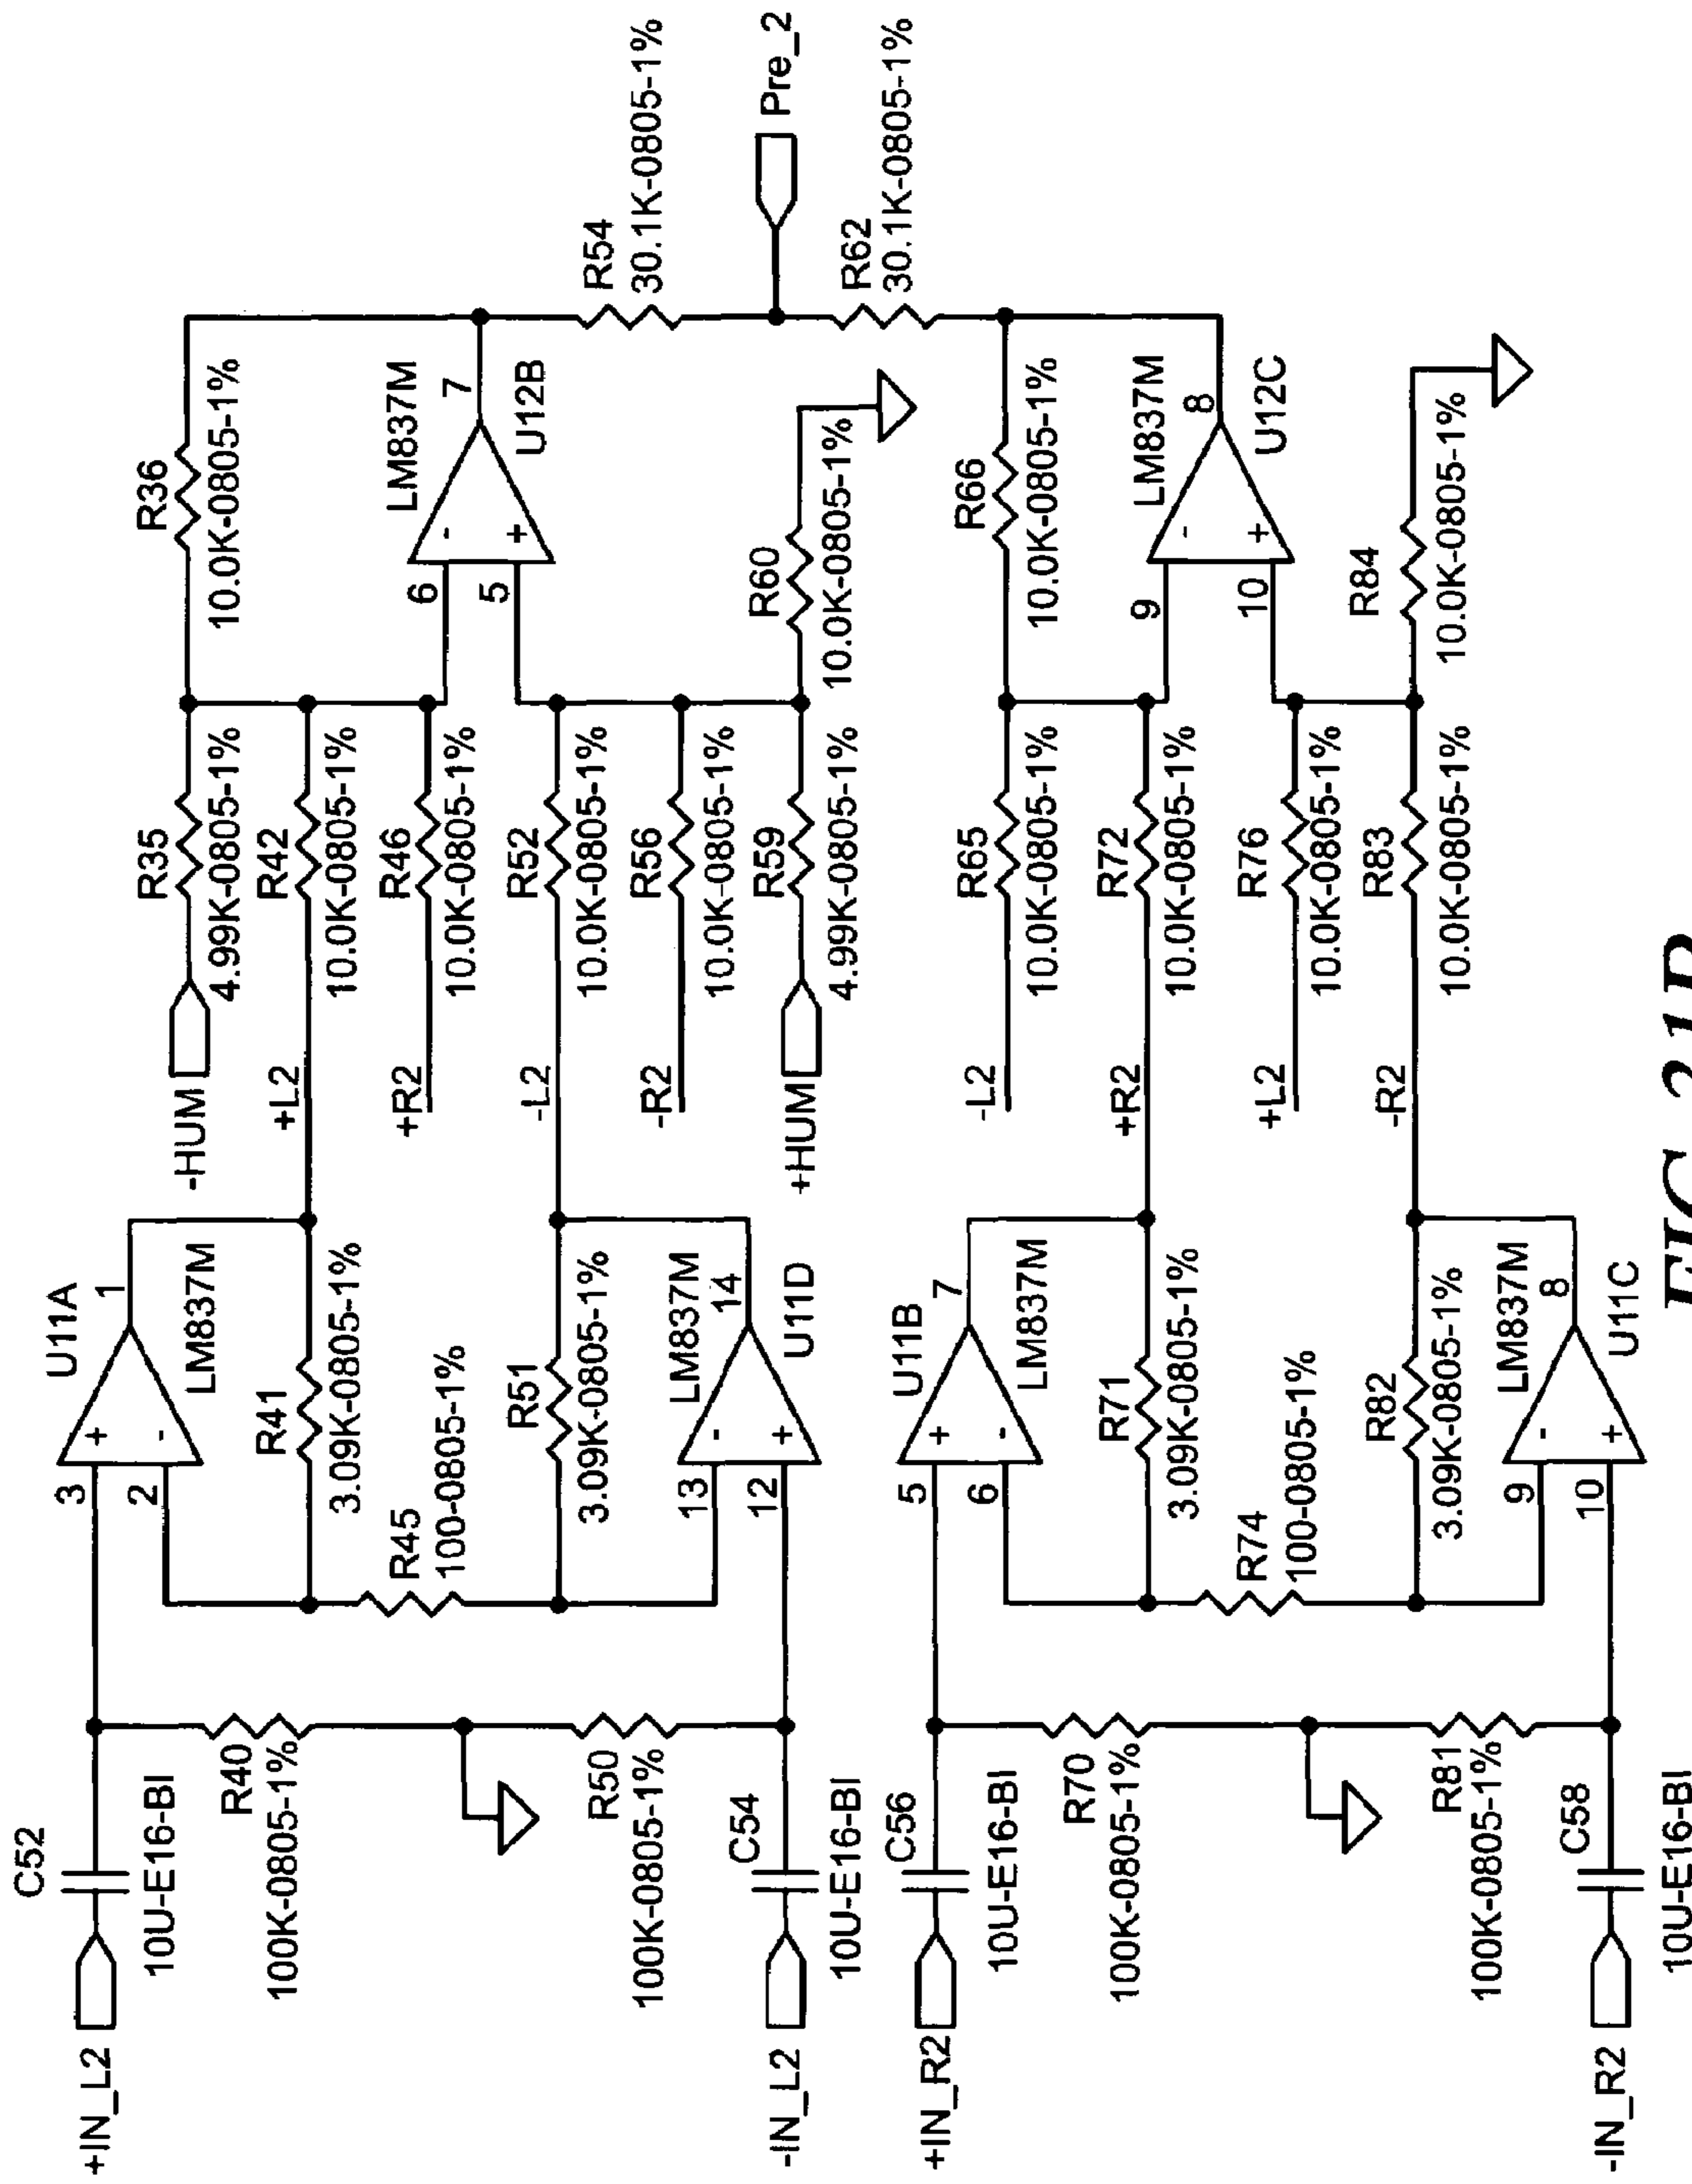 +IN_L2
C52
10U-E16-BI
R40
100K-0805-1%
R50
100K-0805-1%
-IN_L2
C54
10U-E16-BI
3
2
U11A
1
LM837M
R41
3.09K-0805-1%
R45
100-0805-1%
R51
3.09K-0805-1%
13
12
LM837M
14
U11D
-HUM
+L2
+R2
-L2
-R2
+HUM
R35
4.99K-0805-1%
R42
10.0K-0805-1%
R46
10.0K-0805-1%
R52
10.0K-0805-1%
R56
10.0K-0805-1%
R59
4.99K-0805-1%
R36
10.0K-0805-1%
6
5
LM837M
7
U12B
R60
10.0K-0805-1%
R54
30.1K-0805-1%
Pre_2
R62
30.1K-0805-1%
+IN_R2
C56
10U-E16-BI
R70
100K-0805-1%
R81
100K-0805-1%
-IN_R2
C58
10U-E16-BI
5
6
U11B
7
LM837M
R71
3.09K-0805-1%
R74
100-0805-1%
R82
3.09K-0805-1%
9
10
LM837M
8
U11C
-L2
+R2
+L2
-R2
R65
10.0K-0805-1%
R72
10.0K-0805-1%
R76
10.0K-0805-1%
R83
10.0K-0805-1%
R66
10.0K-0805-1%
9
10
LM837M
8
U12C
R84
10.0K-0805-1%